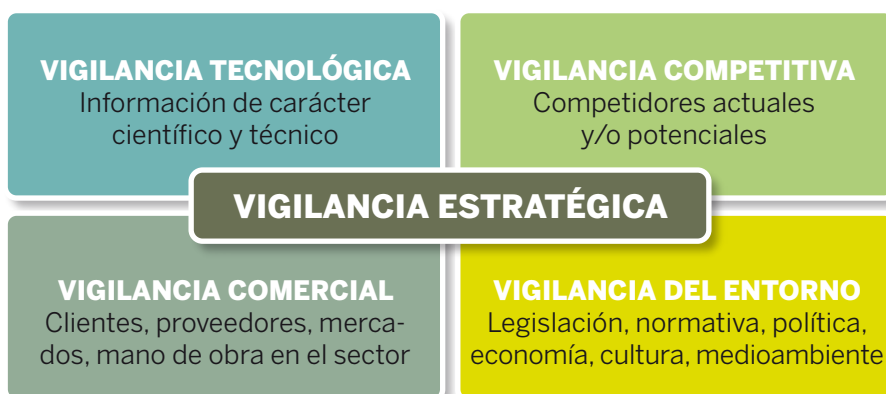 VIGILANCIA TECNOLÓGICA
Información de carácter
científico y técnico
VIGILANCIA COMPETITIVA
Competidores actuales
y/o potenciales
VIGILANCIA ESTRATÉGICA
VIGILANCIA COMERCIAL
Clientes, proveedores, merca-
dos, mano de obra en el sector
VIGILANCIA DEL ENTORNO
Legislación, normativa, política,
economía, cultura, medioambiente